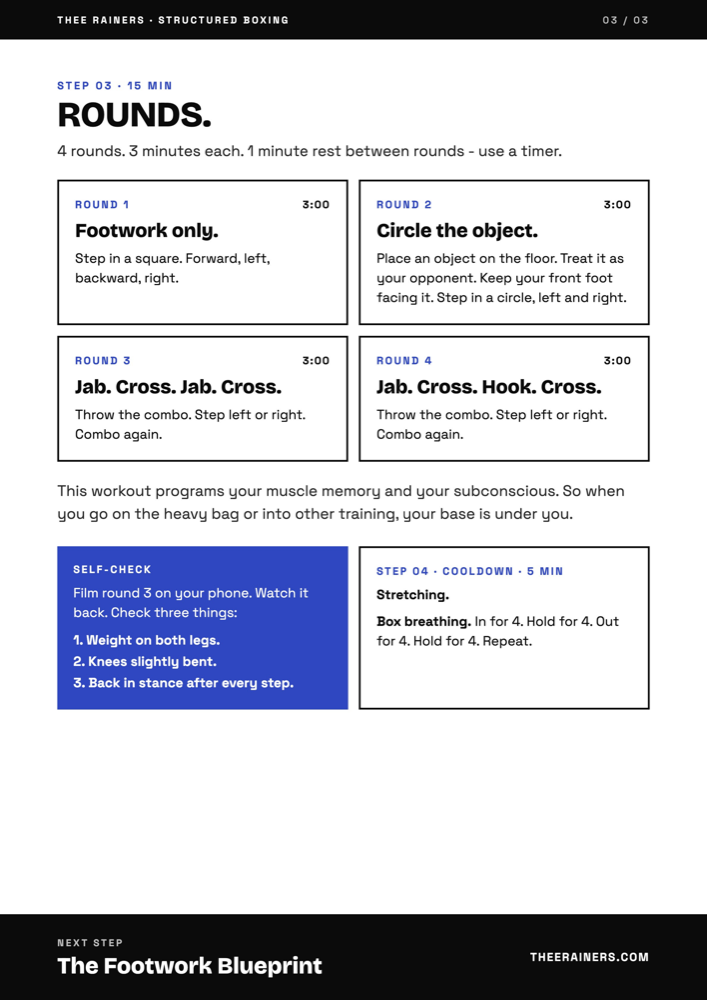 THEE RAINERS · STRUCTURED BOXING
03 / 03
STEP 03 · 15 MIN
ROUNDS.
4 rounds. 3 minutes each. 1 minute rest between rounds - use a timer.
ROUND 1
3:00
Footwork only.
Step in a square. Forward, left,
backward, right.
ROUND 2
3:00
Circle the object.
Place an object on the floor. Treat it as
your opponent. Keep your front foot
facing it. Step in a circle, left and right.
ROUND 3
3:00
Jab. Cross. Jab. Cross.
Throw the combo. Step left or right.
Combo again.
ROUND 4
3:00
Jab. Cross. Hook. Cross.
Throw the combo. Step left or right.
Combo again.
This workout programs your muscle memory and your subconscious. So when
you go on the heavy bag or into other training, your base is under you.
SELF-CHECK
Film round 3 on your phone. Watch it
back. Check three things:
1. Weight on both legs.
2. Knees slightly bent.
3. Back in stance after every step.
STEP 04 · COOLDOWN · 5 MIN
Stretching.
Box breathing. In for 4. Hold for 4. Out
for 4. Hold for 4. Repeat.
NEXT STEP
The Footwork Blueprint
THEERAINERS.COM